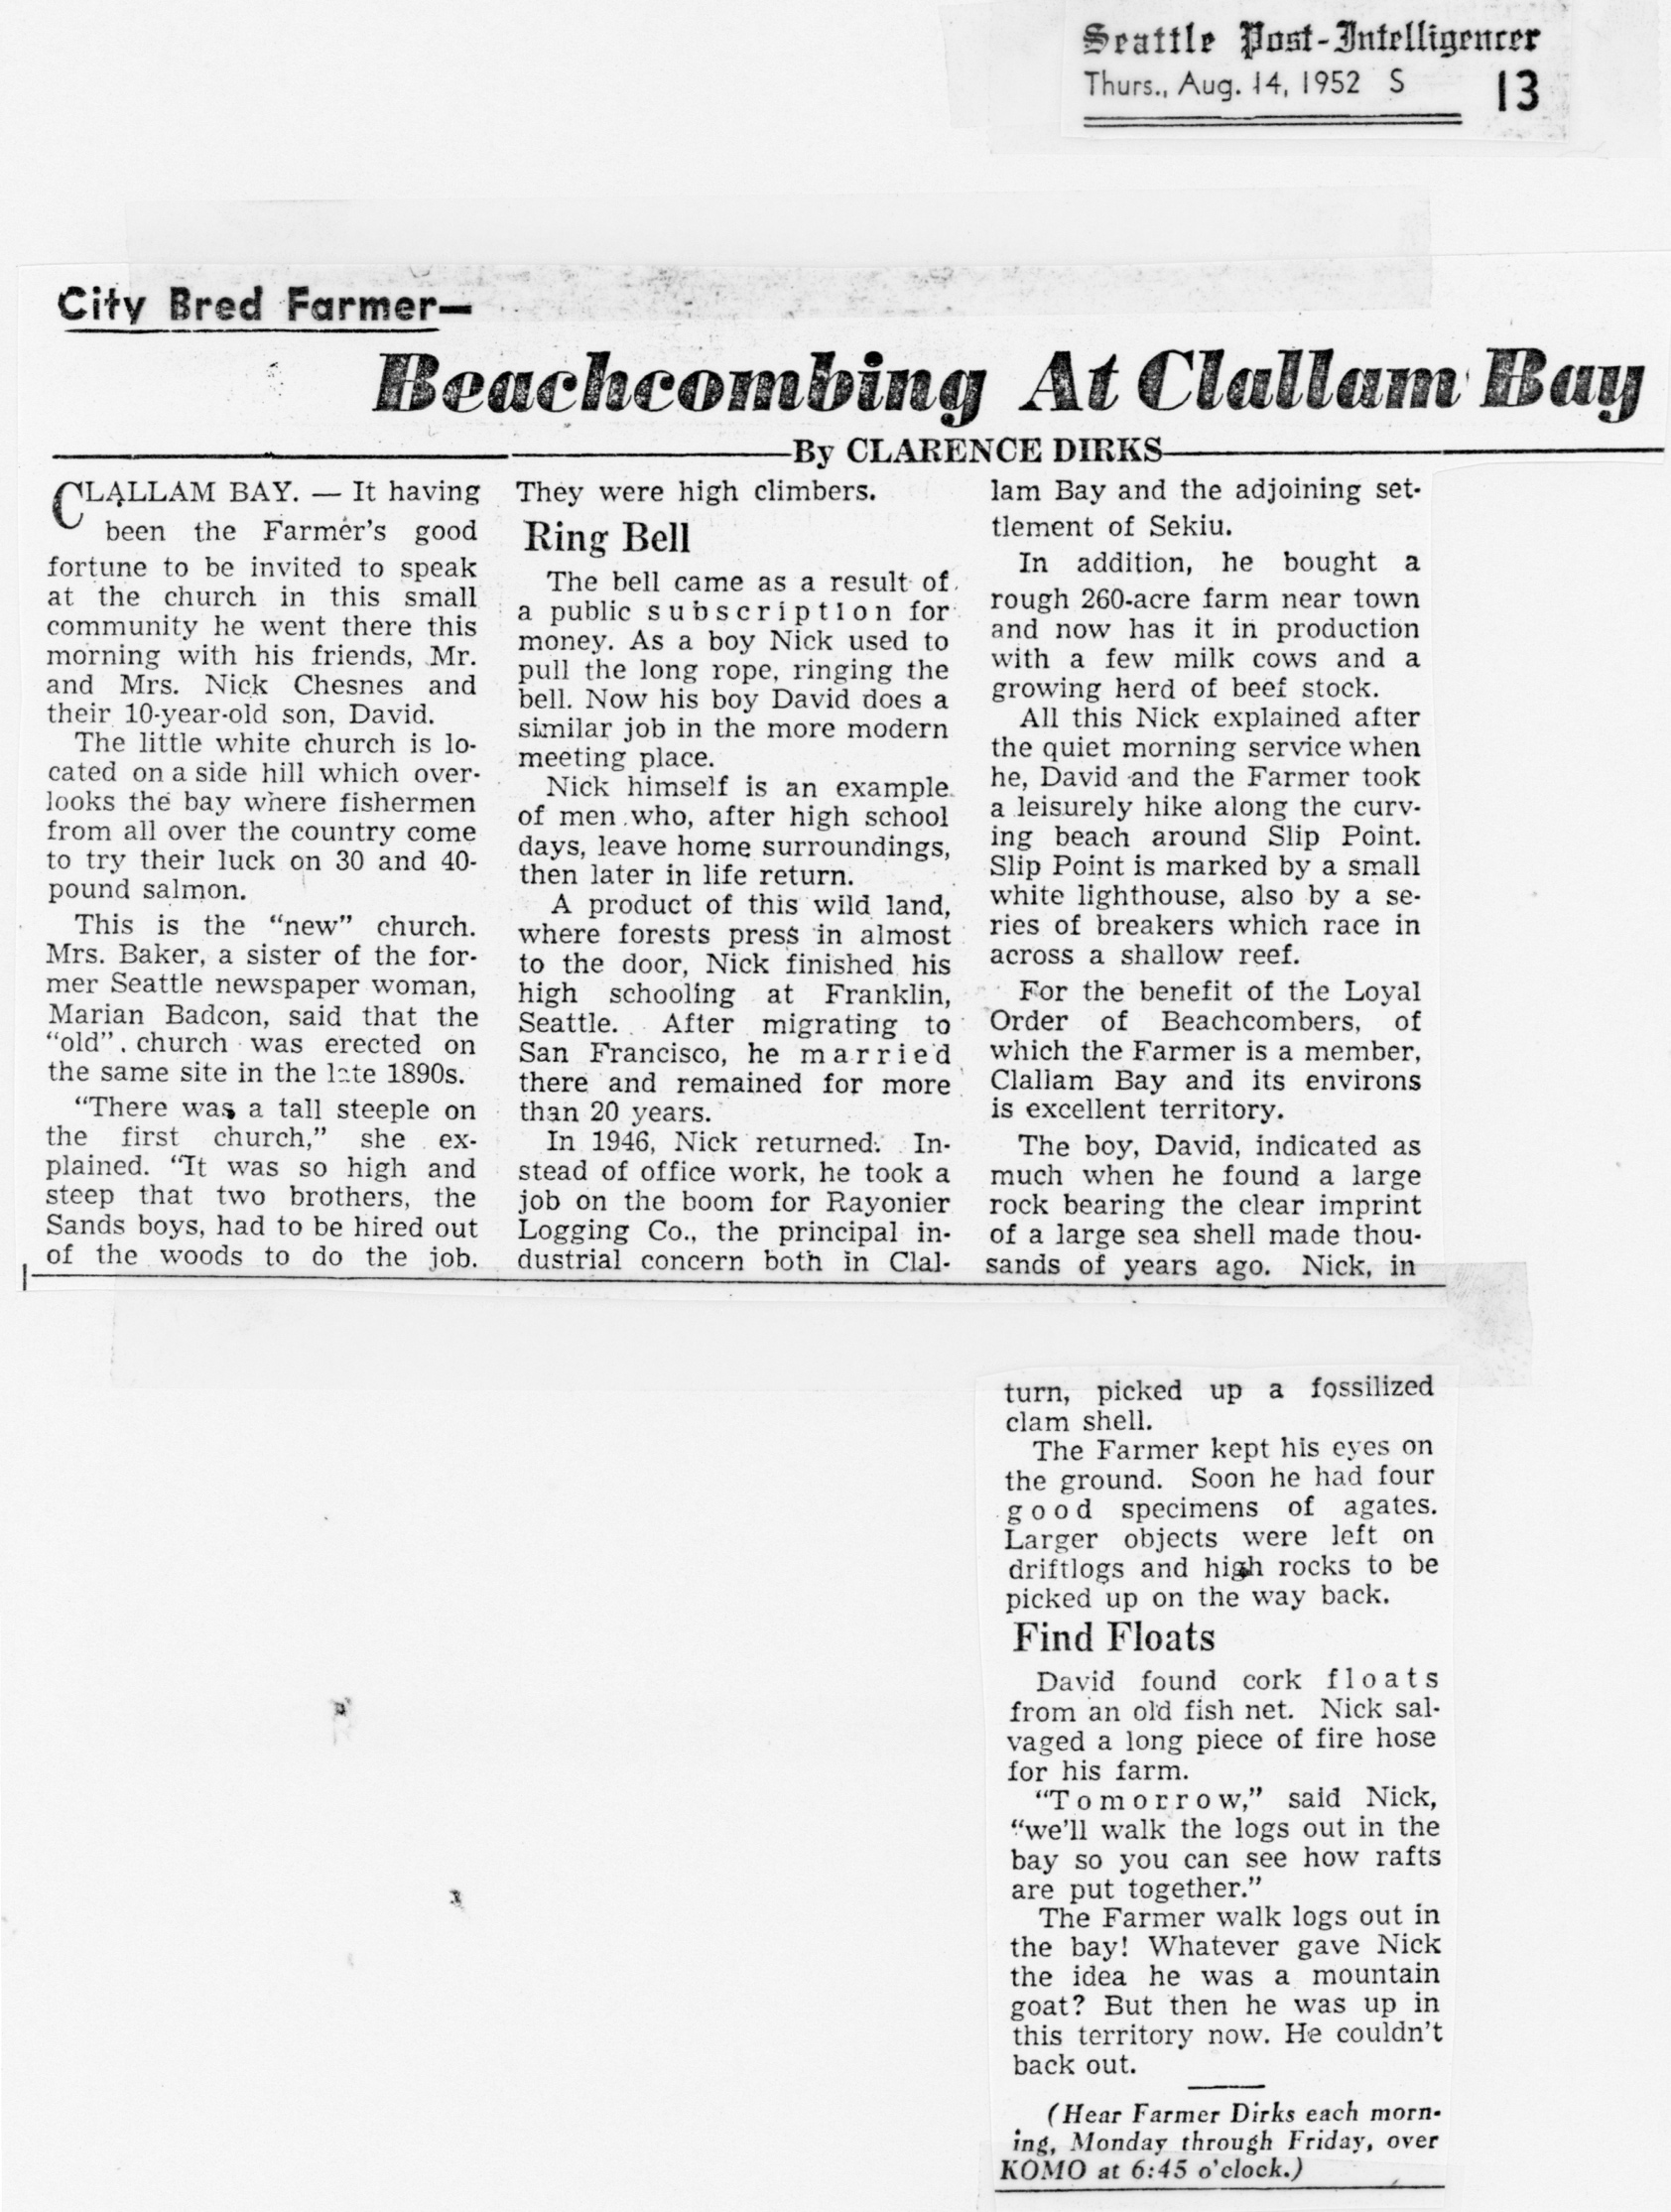 Seattle Post-Intelligencer
Thurs., Aug. 14, 1952 S 13
City Bred Farmer—
Beachcombing At Clallam Bay
By CLARENCE DIRKS
CLALLAM BAY. — It having
been the Farmer's good
fortune to be invited to speak
at the church in this small
community he went there this
morning with his friends, Mr.
and Mrs. Nick Chesnes and
their 10-year-old son, David.
The little white church is lo-
cated on a side hill which over-
looks the bay where fishermen
from all over the country come
to try their luck on 30 and 40-
pound salmon.
This is the "new" church.
Mrs. Baker, a sister of the for-
mer Seattle newspaper woman,
Marian Badcon, said that the
"old" church was erected on
the same site in the late 1890s.
"There was a tall steeple on
the first church," she ex-
plained. "It was so high and
steep that two brothers, the
Sands boys, had to be hired out
of the woods to do the job.
They were high climbers.
Ring Bell
The bell came as a result of
a public subscription for
money. As a boy Nick used to
pull the long rope, ringing the
bell. Now his boy David does a
similar job in the more modern
meeting place.
Nick himself is an example
of men who, after high school
days, leave home surroundings,
then later in life return.
A product of this wild land,
where forests press in almost
to the door, Nick finished his
high schooling at Franklin,
Seattle. After migrating to
San Francisco, he married
there and remained for more
than 20 years.
In 1946, Nick returned. In-
stead of office work, he took a
job on the boom for Rayonier
Logging Co., the principal in-
dustrial concern both in Clal-
lam Bay and the adjoining set-
tlement of Sekiu.
In addition, he bought a
rough 260-acre farm near town
and now has it in production
with a few milk cows and a
growing herd of beef stock.
All this Nick explained after
the quiet morning service when
he, David and the Farmer took
a leisurely hike along the curv-
ing beach around Slip Point.
Slip Point is marked by a small
white lighthouse, also by a se-
ries of breakers which race in
across a shallow reef.
For the benefit of the Loyal
Order of Beachcombers, of
which the Farmer is a member,
Clallam Bay and its environs
is excellent territory.
The boy, David, indicated as
much when he found a large
rock bearing the clear imprint
of a large sea shell made thou-
sands of years ago. Nick, in
turn, picked up a fossilized
clam shell.
The Farmer kept his eyes on
the ground. Soon he had four
good specimens of agates.
Larger objects were left on
driftlogs and high rocks to be
picked up on the way back.
Find Floats
David found cork floats
from an old fish net. Nick sal-
vaged a long piece of fire hose
for his farm.
"Tomorrow," said Nick,
"we'll walk the logs out in the
bay so you can see how rafts
are put together."
The Farmer walk logs out in
the bay! Whatever gave Nick
the idea he was a mountain
goat? But then he was up in
this territory now. He couldn't
back out.
(Hear Farmer Dirks each morn-
ing, Monday through Friday, over
KOMO at 6:45 o'clock.)